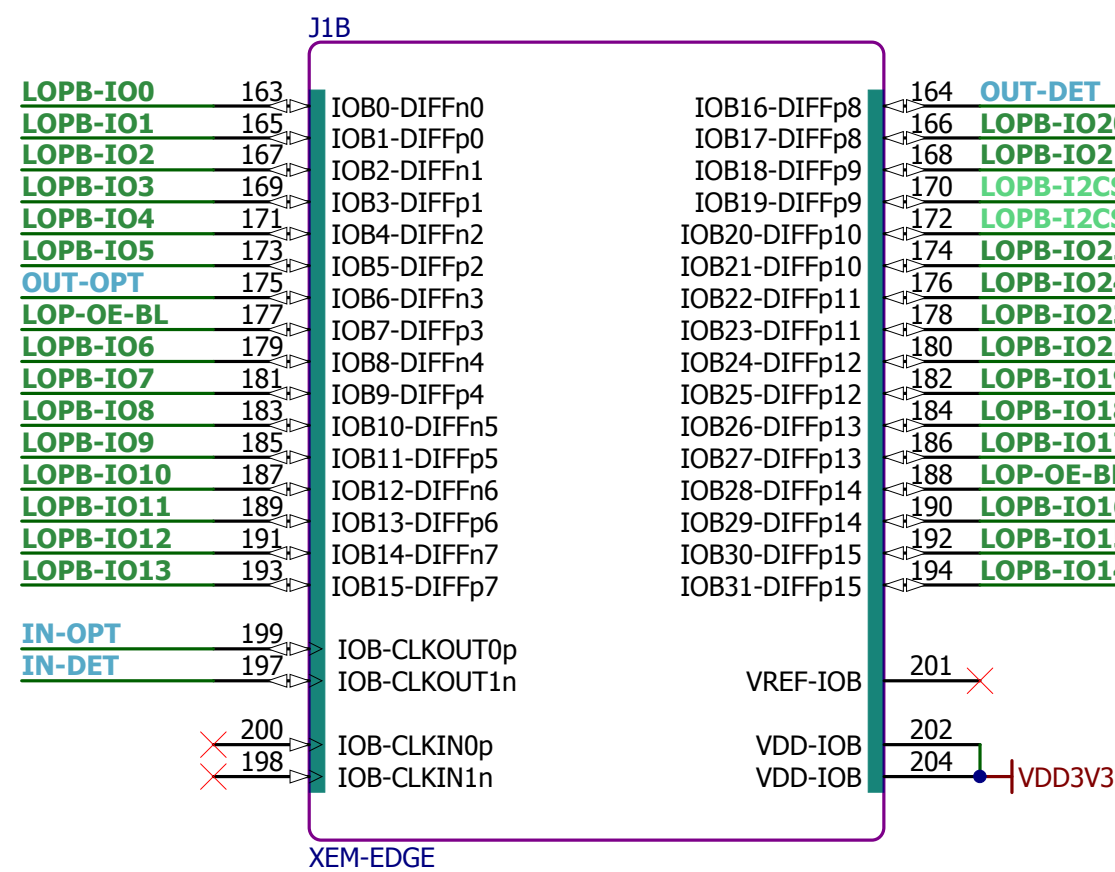 J1B
LOPB-IO0 163 IOB0-DIFFn0 IOB16-DIFFp8 164 OUT-DET
LOPB-IO1 165 IOB1-DIFFp0 IOB17-DIFFp8 166
LOPB-IO2 167 IOB2-DIFFn1 IOB18-DIFFp9 168
LOPB-IO3 169 IOB3-DIFFp1 IOB19-DIFFp9 170
LOPB-IO4 171 IOB4-DIFFn2 IOB20-DIFFp10 172
LOPB-IO5 173 IOB5-DIFFp2 IOB21-DIFFp10 174
OUT-OPT 175 IOB6-DIFFn3 IOB22-DIFFp11 176
LOP-OE-BL 177 IOB7-DIFFp3 IOB23-DIFFp11 178
LOPB-IO6 179 IOB8-DIFFn4 IOB24-DIFFp12 180
LOPB-IO7 181 IOB9-DIFFp4 IOB25-DIFFp12 182
LOPB-IO8 183 IOB10-DIFFn5 IOB26-DIFFp13 184
LOPB-IO9 185 IOB11-DIFFp5 IOB27-DIFFp13 186
LOPB-IO10 187 IOB12-DIFFn6 IOB28-DIFFp14 188
LOPB-IO11 189 IOB13-DIFFp6 IOB29-DIFFp14 190
LOPB-IO12 191 IOB14-DIFFn7 IOB30-DIFFp15 192
LOPB-IO13 193 IOB15-DIFFp7 IOB31-DIFFp15 194
IN-OPT 199 IOB-CLKOUT0p
IN-DET 197 IOB-CLKOUT1n VREF-IOB 201
200 IOB-CLKIN0p VDD-IOB 202
198 IOB-CLKIN1n VDD-IOB 204 VDD3V3
XEM-EDGE